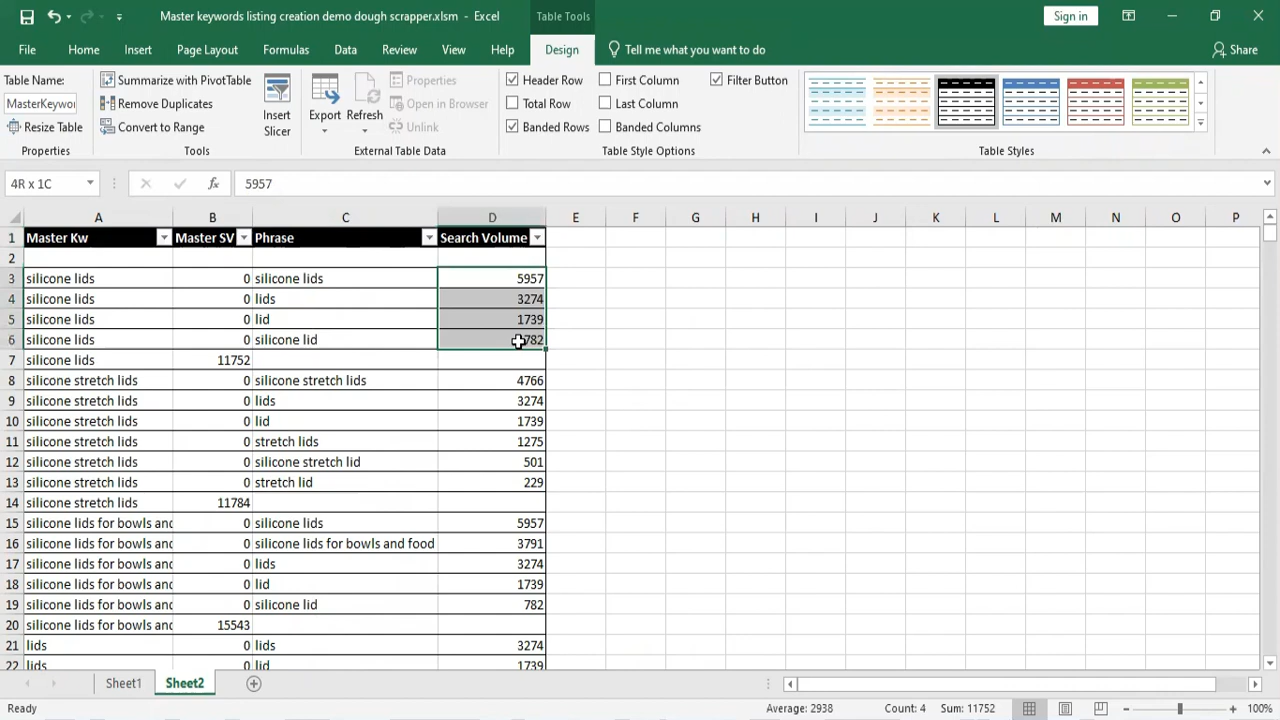 Master keywords listing creation demo dough scrapper.xlsm - Excel
Table Tools
Sign in
File Home Insert Page Layout Formulas Data Review View Help Design Tell me what you want to do Share
Table Name:
MasterKeywo
Resize Table
Properties
Summarize with PivotTable
Remove Duplicates
Convert to Range
Tools
Insert
Slicer
Export
Refresh
Properties
Open in Browser
Unlink
External Table Data
Header Row
Total Row
Banded Rows
First Column
Last Column
Banded Columns
Filter Button
Table Style Options
Table Styles
4R x 1C
fx
5957
A B C D E F G H I J K L M N O P
1 Master Kw Master SV Phrase Search Volume
2
3 silicone lids 0 silicone lids 5957
4 silicone lids 0 lids 3274
5 silicone lids 0 lid 1739
6 silicone lids 0 silicone lid 782
7 silicone lids 11752
8 silicone stretch lids 0 silicone stretch lids 4766
9 silicone stretch lids 0 lids 3274
10 silicone stretch lids 0 lid 1739
11 silicone stretch lids 0 stretch lids 1275
12 silicone stretch lids 0 silicone stretch lid 501
13 silicone stretch lids 0 stretch lid 229
14 silicone stretch lids 11784
15 silicone lids for bowls and 0 silicone lids 5957
16 silicone lids for bowls and 0 silicone lids for bowls and food 3791
17 silicone lids for bowls and 0 lids 3274
18 silicone lids for bowls and 0 lid 1739
19 silicone lids for bowls and 0 silicone lid 782
20 silicone lids for bowls and 15543
21 lids 0 lids 3274
22 lids 0 lid 1739
Sheet1 Sheet2
Ready
Average: 2938 Count: 4 Sum: 11752
100%